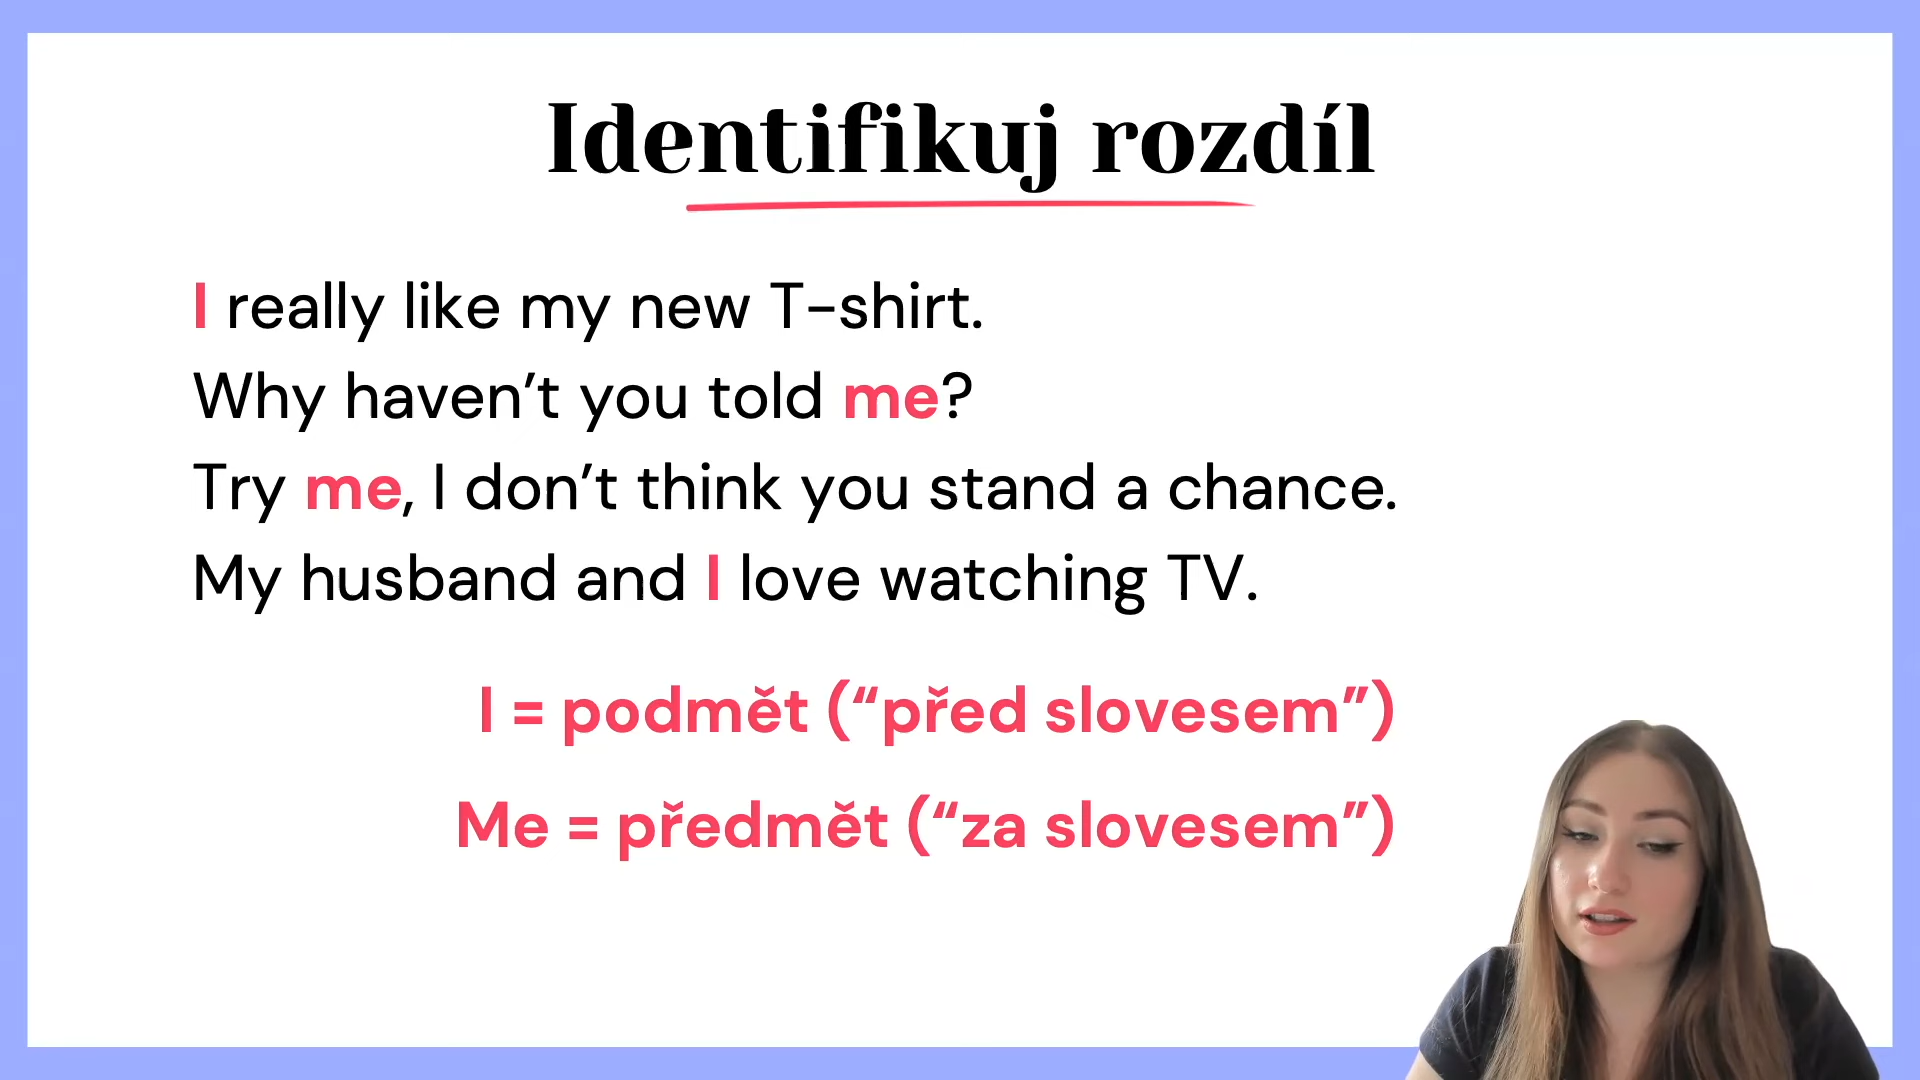 Identifikuj rozdíl
I really like my new T-shirt.
Why haven’t you told me?
Try me, I don’t think you stand a chance.
My husband and I love watching TV.
I = podmět (“před slovesem”)
Me = předmět (“za slovesem”)